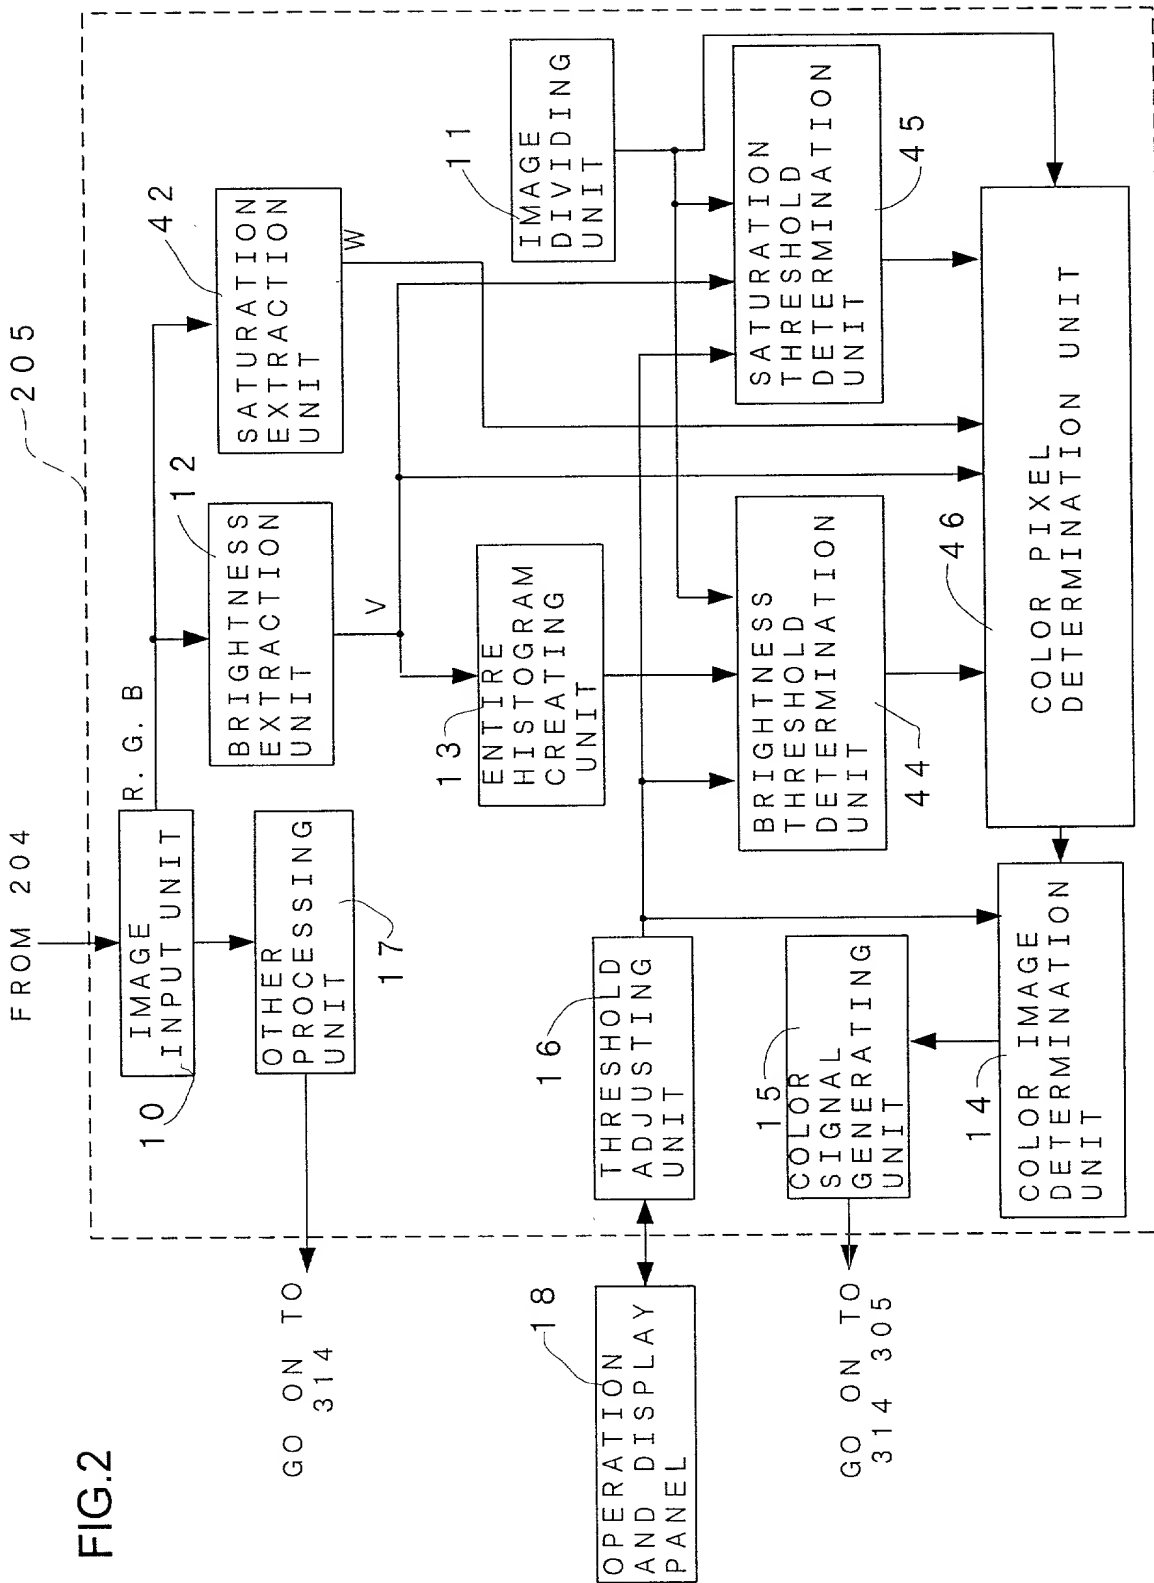 FIG.2
FROM 204
205
IMAGE
INPUT UNIT
10
R. G. B
OTHER
PROCESSING
UNIT
17
GO ON TO
314
BRIGHTNESS
EXTRACTION
UNIT
12
V
SATURATION
EXTRACTION
UNIT
42
W
ENTIRE
HISTOGRAM
CREATING
UNIT
13
IMAGE
DIVIDING
UNIT
11
OPERATION
AND DISPLAY
PANEL
18
THRESHOLD
ADJUSTING
UNIT
16
BRIGHTNESS
THRESHOLD
DETERMINATION
UNIT
44
SATURATION
THRESHOLD
DETERMINATION
UNIT
45
COLOR
SIGNAL
GENERATING
UNIT
15
GO ON TO
314 305
COLOR IMAGE
DETERMINATION
UNIT
14
COLOR PIXEL
DETERMINATION UNIT
46